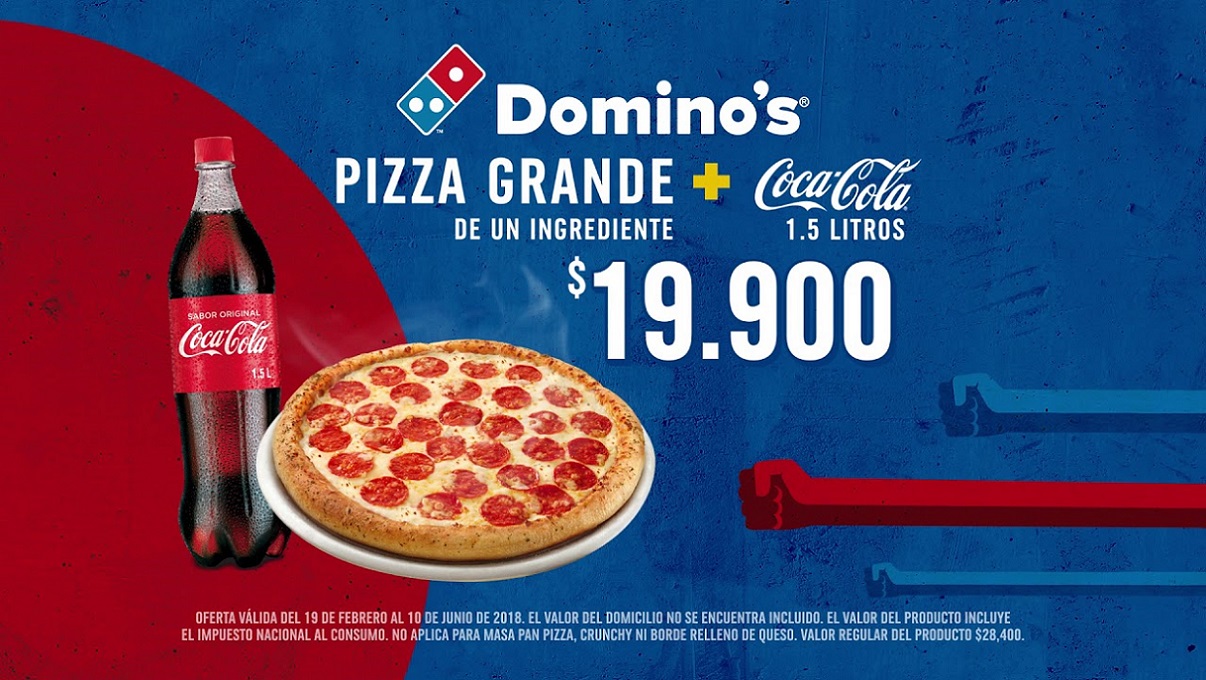 Domino's®
PIZZA GRANDE + Coca-Cola
DE UN INGREDIENTE 1.5 LITROS
$19.900
SABOR ORIGINAL
Coca-Cola
1.5 L
OFERTA VÁLIDA DEL 19 DE FEBRERO AL 10 DE JUNIO DE 2018. EL VALOR DEL DOMICILIO NO SE ENCUENTRA INCLUIDO. EL VALOR DEL PRODUCTO INCLUYE
EL IMPUESTO NACIONAL AL CONSUMO. NO APLICA PARA MASA PAN PIZZA, CRUNCHY NI BORDE RELLENO DE QUESO. VALOR REGULAR DEL PRODUCTO $28,400.